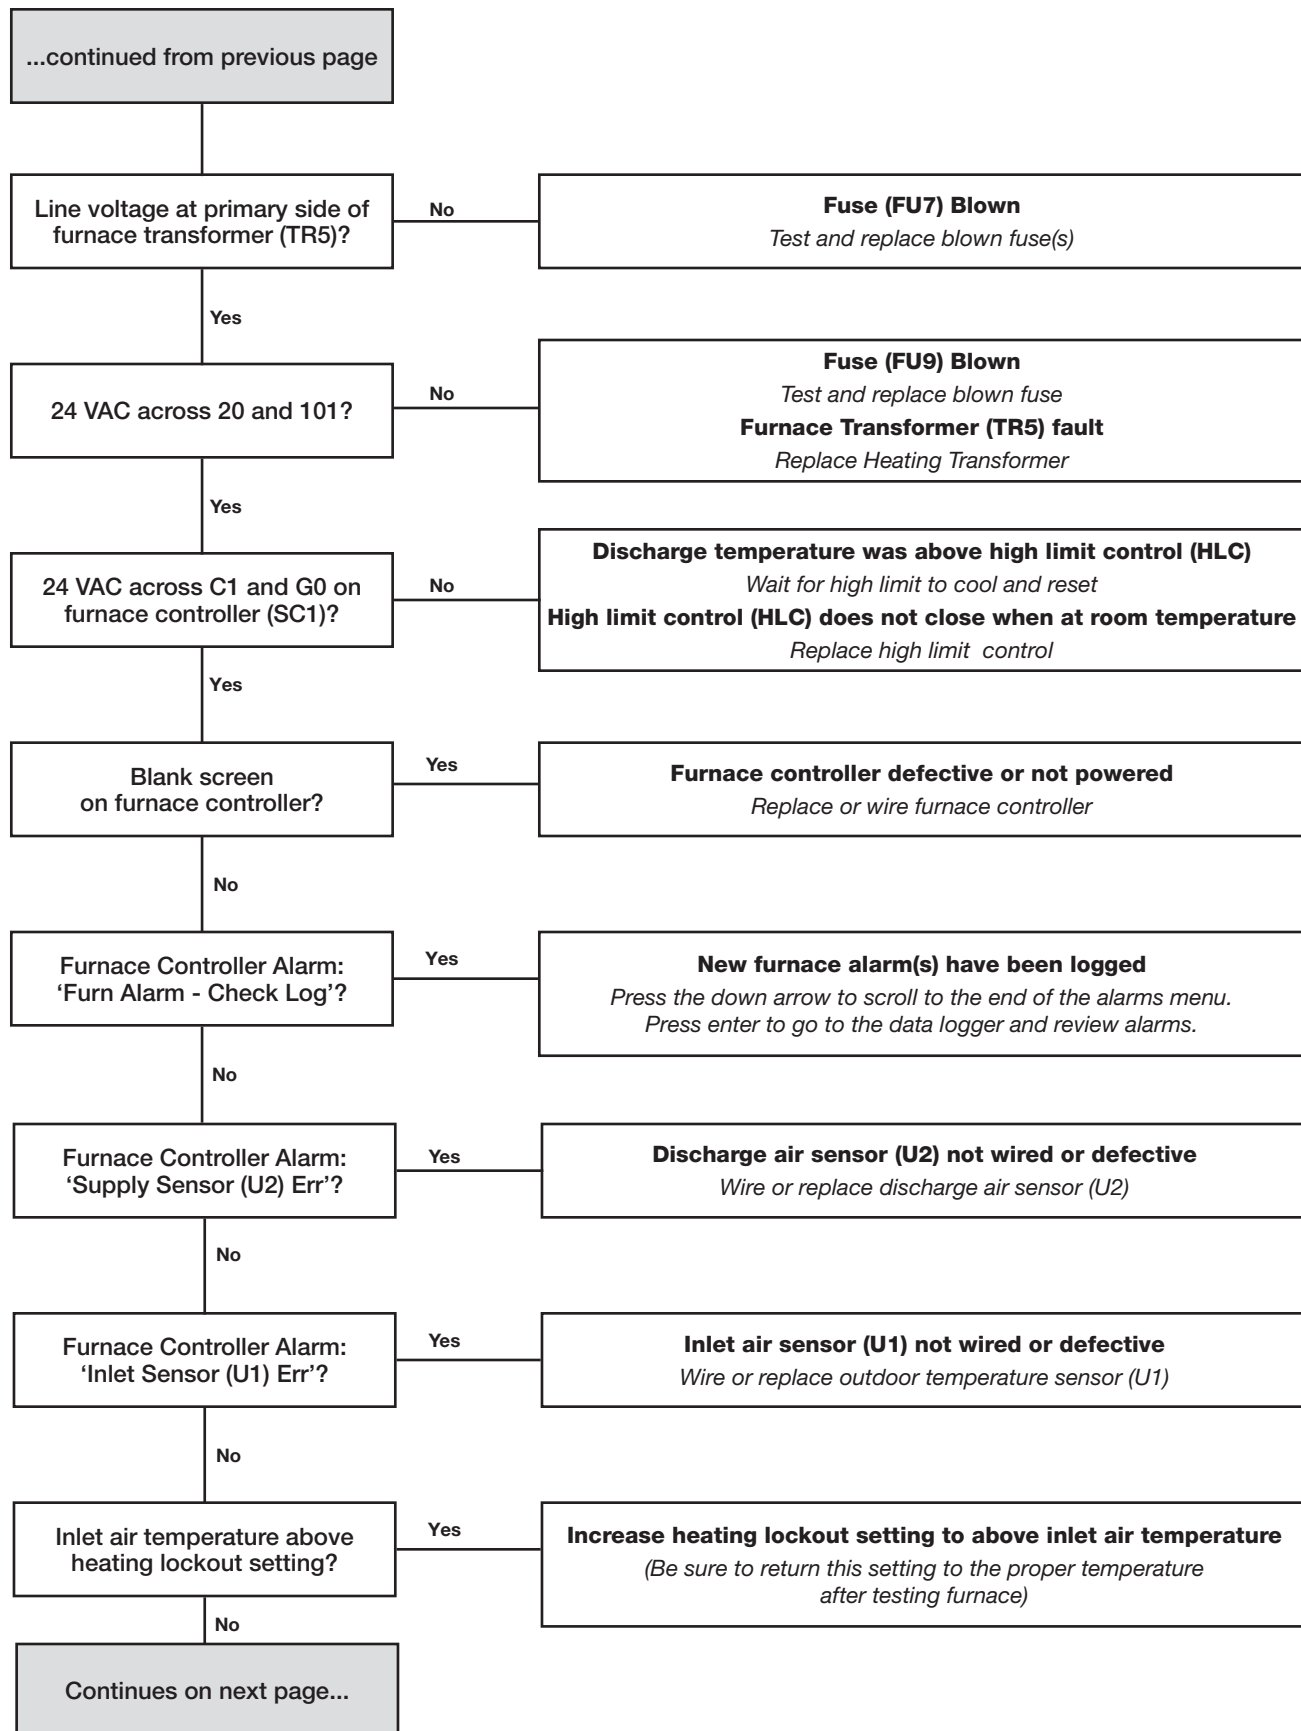 ...continued from previous page
Line voltage at primary side of
furnace transformer (TR5)?
No
Fuse (FU7) Blown
Test and replace blown fuse(s)
Yes
24 VAC across 20 and 101?
No
Fuse (FU9) Blown
Test and replace blown fuse
Furnace Transformer (TR5) fault
Replace Heating Transformer
Yes
24 VAC across C1 and G0 on
furnace controller (SC1)?
No
Discharge temperature was above high limit control (HLC)
Wait for high limit to cool and reset
High limit control (HLC) does not close when at room temperature
Replace high limit control
Yes
Blank screen
on furnace controller?
Yes
Furnace controller defective or not powered
Replace or wire furnace controller
No
Furnace Controller Alarm:
‘Furn Alarm - Check Log’?
Yes
New furnace alarm(s) have been logged
Press the down arrow to scroll to the end of the alarms menu.
Press enter to go to the data logger and review alarms.
No
Furnace Controller Alarm:
‘Supply Sensor (U2) Err’?
Yes
Discharge air sensor (U2) not wired or defective
Wire or replace discharge air sensor (U2)
No
Furnace Controller Alarm:
‘Inlet Sensor (U1) Err’?
Yes
Inlet air sensor (U1) not wired or defective
Wire or replace outdoor temperature sensor (U1)
No
Inlet air temperature above
heating lockout setting?
Yes
Increase heating lockout setting to above inlet air temperature
(Be sure to return this setting to the proper temperature
after testing furnace)
No
Continues on next page...